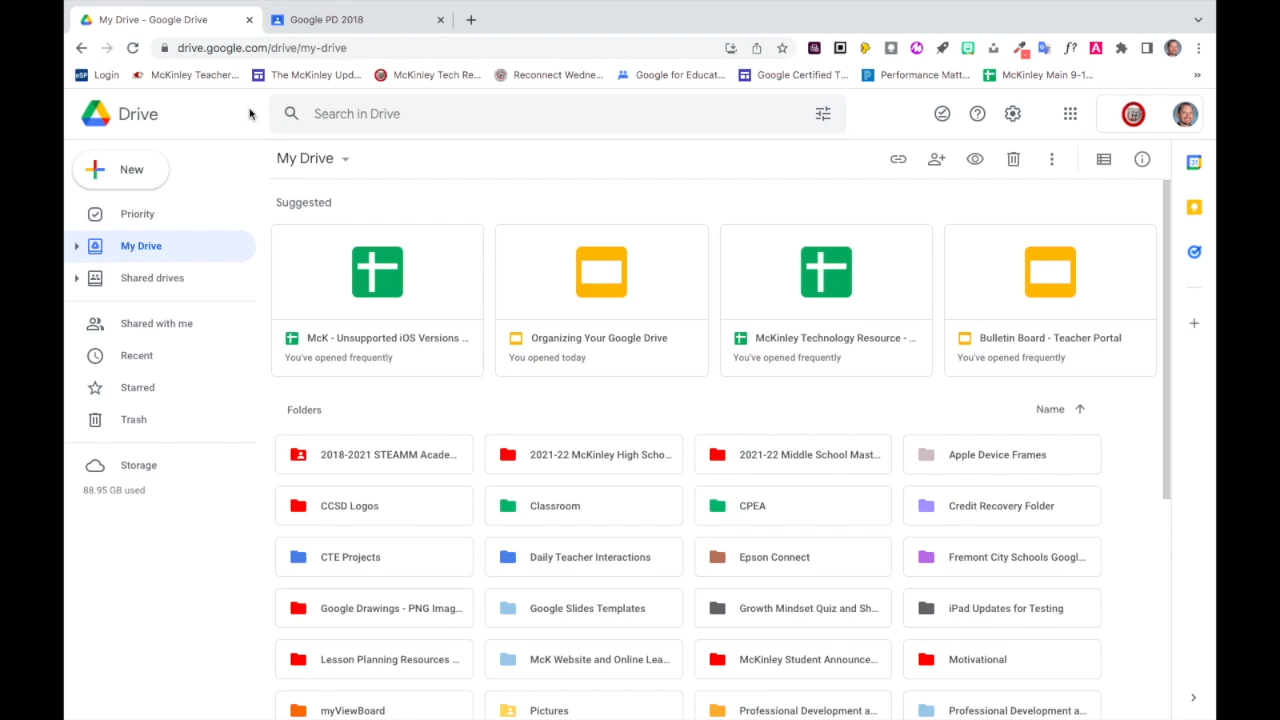 My Drive - Google Drive
Google PD 2018
drive.google.com/drive/my-drive
Login
McKinley Teacher...
The McKinley Upd...
McKinley Tech Re...
Reconnect Wedne...
Google for Educat...
Google Certified T...
Performance Matt...
McKinley Main 9-1...
Drive
Search in Drive
New
My Drive
Priority
My Drive
Shared drives
Shared with me
Recent
Starred
Trash
Storage
88.95 GB used
Suggested
McK - Unsupported iOS Versions ...
You've opened frequently
Organizing Your Google Drive
You opened today
McKinley Technology Resource - ...
You've opened frequently
Bulletin Board - Teacher Portal
You've opened frequently
Folders
Name
2018-2021 STEAMM Acade...
2021-22 McKinley High Scho...
2021-22 Middle School Mast...
Apple Device Frames
CCSD Logos
Classroom
CPEA
Credit Recovery Folder
CTE Projects
Daily Teacher Interactions
Epson Connect
Fremont City Schools Googl...
Google Drawings - PNG Imag...
Google Slides Templates
Growth Mindset Quiz and Sh...
iPad Updates for Testing
Lesson Planning Resources ...
McK Website and Online Lea...
McKinley Student Announce...
Motivational
myViewBoard
Pictures
Professional Development a...
Professional Development a...